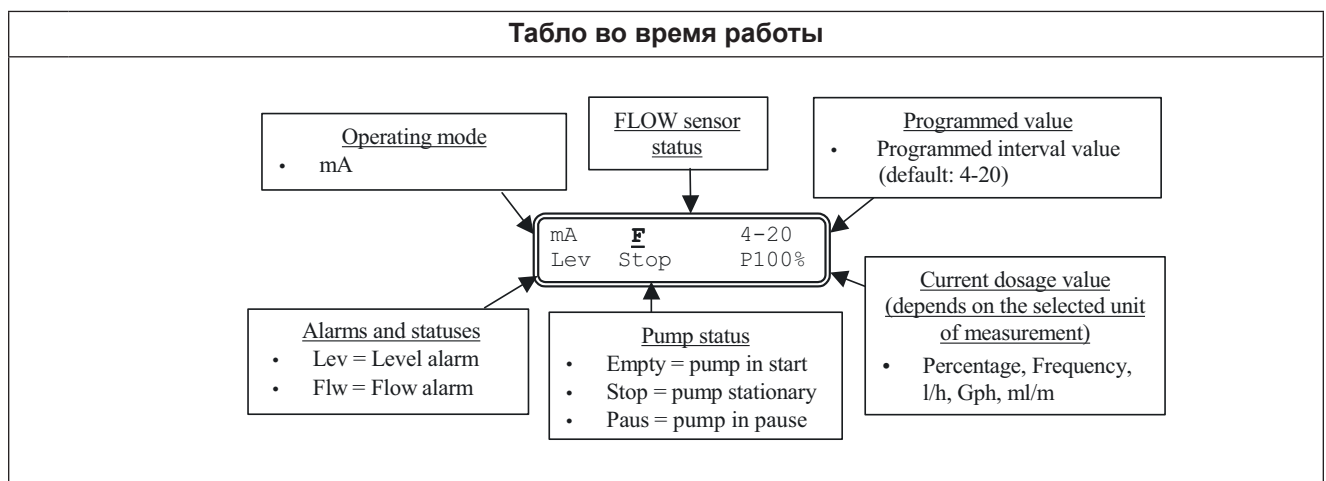 Табло во время работы
Operating mode
• mA
FLOW sensor
status
Programmed value
• Programmed interval value
(default: 4-20)
mA F 4-20
Lev Stop P100%
Alarms and statuses
• Lev = Level alarm
• Flw = Flow alarm
Pump status
• Empty = pump in start
• Stop = pump stationary
• Paus = pump in pause
Current dosage value
(depends on the selected unit
of measurement)
• Percentage, Frequency,
l/h, Gph, ml/m